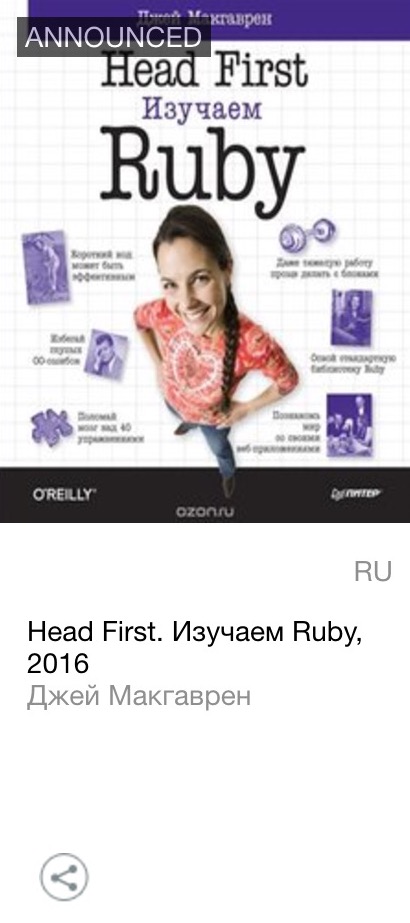 Джей Макгаврен
ANNOUNCED
Head First
Изучаем
Ruby
Короткий код
может быть
эффективным
Даже тяжелую работу
проще делать с блоками
Избегай
глупых
ОО-ошибок
Освой стандартную
библиотеку Ruby
Поломай
мозг над 40
упражнениями
Познакомь
мир
со своими
веб-приложениями
O'REILLY®
ПИТЕР®
ozon.ru
RU
Head First. Изучаем Ruby,
2016
Джей Макгаврен